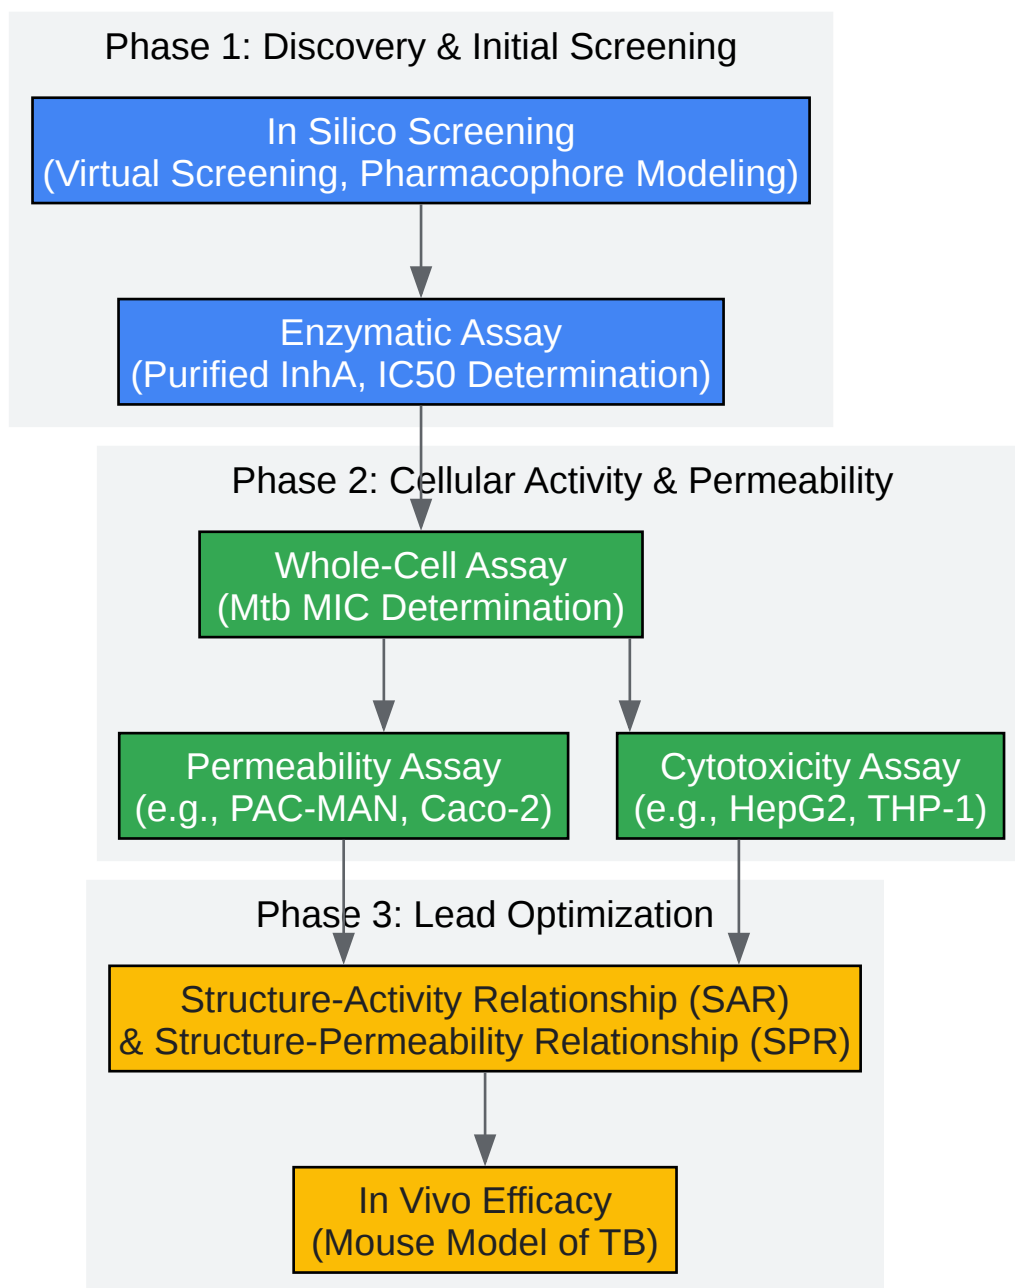 Phase 1: Discovery & Initial Screening
In Silico Screening
(Virtual Screening, Pharmacophore Modeling)
Enzymatic Assay
(Purified InhA, IC50 Determination)
Phase 2: Cellular Activity & Permeability
Whole-Cell Assay
(Mtb MIC Determination)
Permeability Assay
(e.g., PAC-MAN, Caco-2)
Cytotoxicity Assay
(e.g., HepG2, THP-1)
Phase 3: Lead Optimization
Structure-Activity Relationship (SAR)
& Structure-Permeability Relationship (SPR)
In Vivo Efficacy
(Mouse Model of TB)